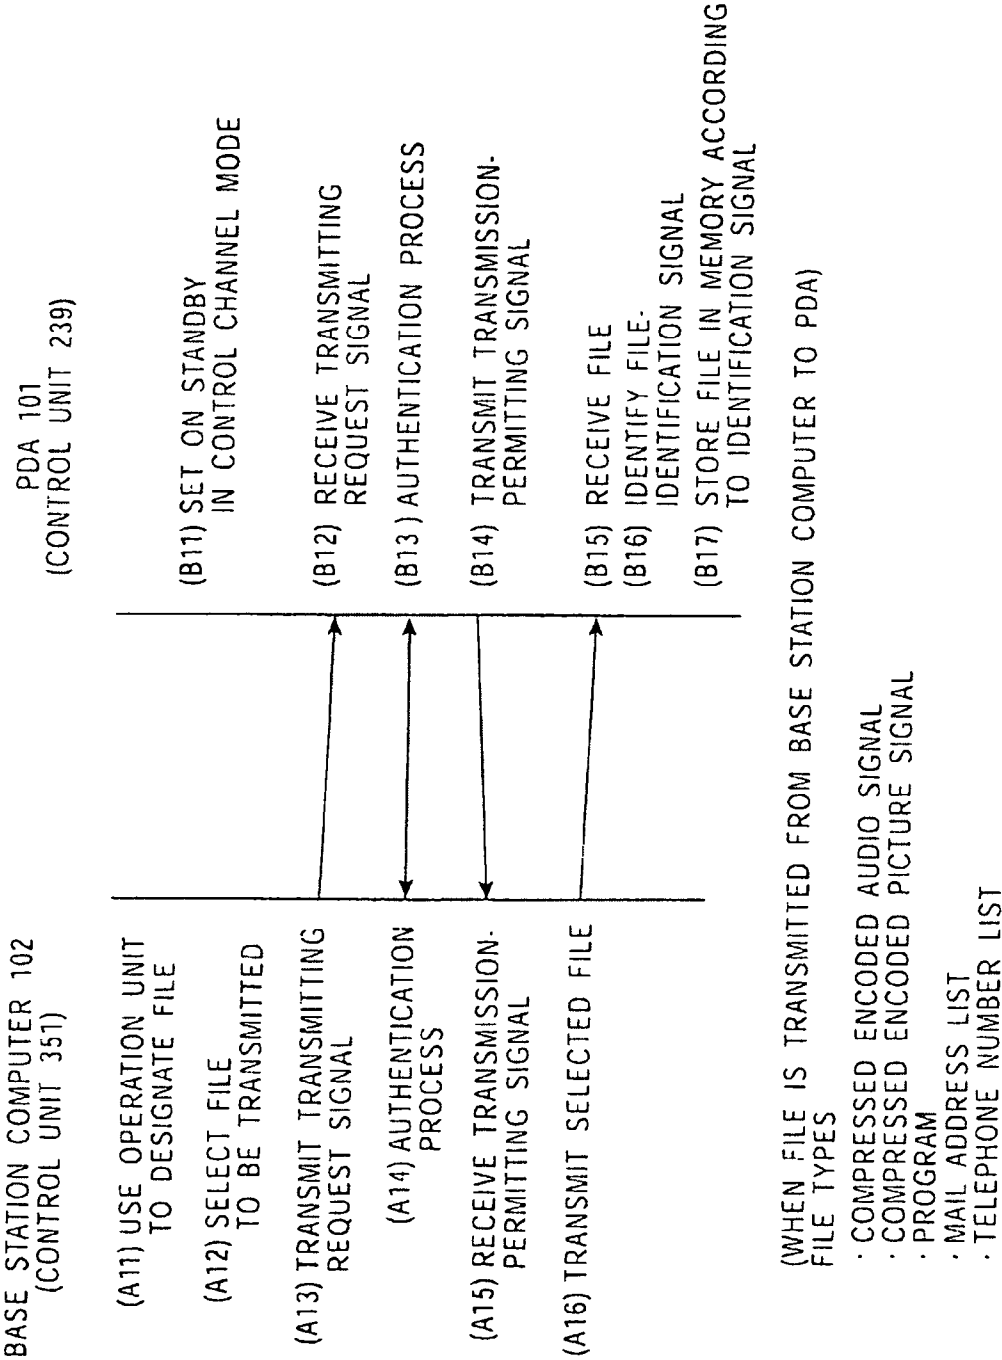 BASE STATION COMPUTER 102
(CONTROL UNIT 351)
(A11) USE OPERATION UNIT
TO DESIGNATE FILE
(A12) SELECT FILE
TO BE TRANSMITTED
(A13) TRANSMIT TRANSMITTING
REQUEST SIGNAL
(A14) AUTHENTICATION
PROCESS
(A15) RECEIVE TRANSMISSION-
PERMITTING SIGNAL
(A16) TRANSMIT SELECTED FILE
PDA 101
(CONTROL UNIT 239)
(B11) SET ON STANDBY
IN CONTROL CHANNEL MODE
(B12) RECEIVE TRANSMITTING
REQUEST SIGNAL
(B13) AUTHENTICATION PROCESS
(B14) TRANSMIT TRANSMISSION-
PERMITTING SIGNAL
(B15) RECEIVE FILE
(B16) IDENTIFY FILE-
IDENTIFICATION SIGNAL
(B17) STORE FILE IN MEMORY ACCORDING
TO IDENTIFICATION SIGNAL
(WHEN FILE IS TRANSMITTED FROM BASE STATION COMPUTER TO PDA)
FILE TYPES
· COMPRESSED ENCODED AUDIO SIGNAL
· COMPRESSED ENCODED PICTURE SIGNAL
· PROGRAM
· MAIL ADDRESS LIST
· TELEPHONE NUMBER LIST